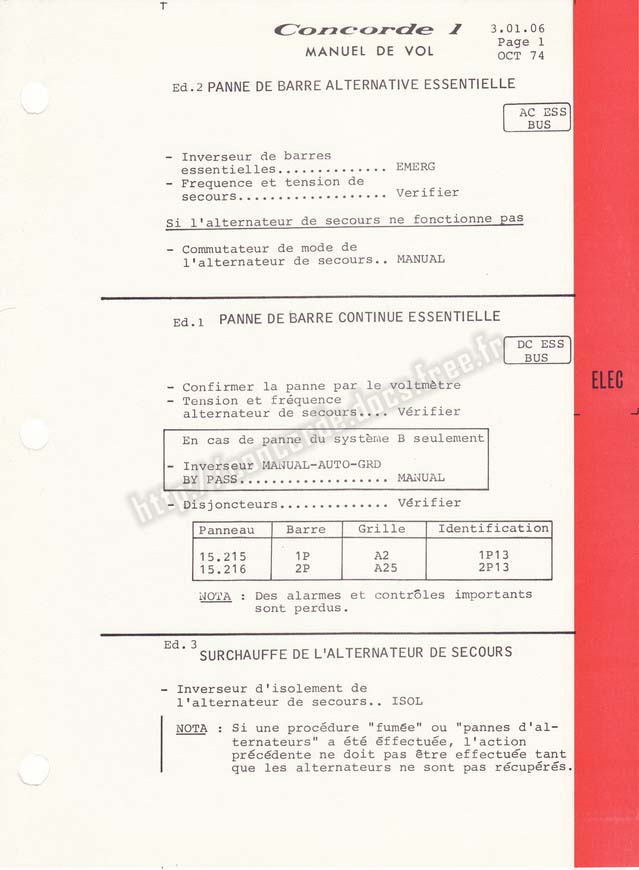 Concorde 1
3.01.06
MANUEL DE VOL
Page 1
OCT 74
Ed.2 PANNE DE BARRE ALTERNATIVE ESSENTIELLE
AC ESS
BUS
- Inverseur de barres
essentielles.............. EMERG
- Frequence et tension de
secours................... Verifier
Si l'alternateur de secours ne fonctionne pas
- Commutateur de mode de
l'alternateur de secours.. MANUAL
Ed.1 PANNE DE BARRE CONTINUE ESSENTIELLE
DC ESS
BUS
ELEC
- Confirmer la panne par le voltmètre
- Tension et fréquence
alternateur de secours.... Vérifier
En cas de panne du système B seulement
- Inverseur MANUAL-AUTO-GRD
BY PASS................... MANUAL
- Disjoncteurs.............. Vérifier
Panneau Barre Grille Identification
15.215 1P A2 1P13
15.216 2P A25 2P13
NOTA : Des alarmes et contrôles importants
sont perdus.
Ed.3
SURCHAUFFE DE L'ALTERNATEUR DE SECOURS
- Inverseur d'isolement de
l'alternateur de secours.. ISOL
NOTA : Si une procédure "fumée" ou "pannes d'al-
ternateurs" a été éffectuée, l'action
précédente ne doit pas être effectuée tant
que les alternateurs ne sont pas récupérés.
http://concorde.docs.free.fr